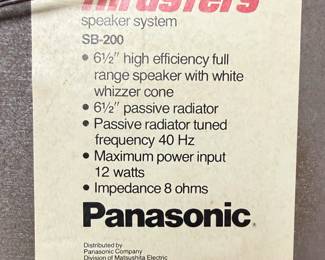 Thrusters
speaker system
SB-200
• 6½" high efficiency full
range speaker with white
whizzer cone
• 6½" passive radiator
• Passive radiator tuned
frequency 40 Hz
• Maximum power input
12 watts
• Impedance 8 ohms
Panasonic®
Distributed by
Panasonic Company
Division of Matsushita Electric